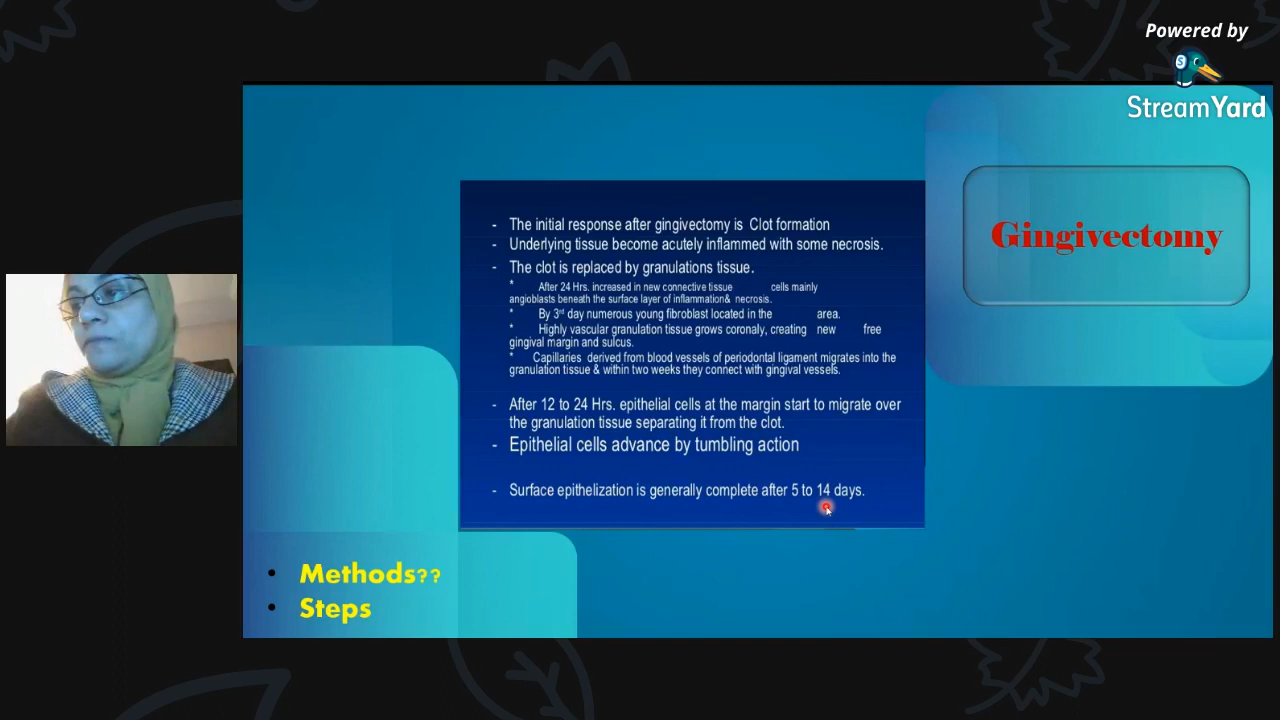 Powered by
StreamYard
Gingivectomy
- The initial response after gingivectomy is Clot formation
- Underlying tissue become acutely inflammed with some necrosis.
- The clot is replaced by granulations tissue.
* After 24 Hrs. increased in new connective tissue cells mainly
angioblasts beneath the surface layer of inflammation& necrosis.
* By 3rd day numerous young fibroblast located in the area.
* Highly vascular granulation tissue grows coronaly, creating new free
gingival margin and sulcus.
* Capillaries derived from blood vessels of periodontal ligament migrates into the
granulation tissue & within two weeks they connect with gingival vessels.
- After 12 to 24 Hrs. epithelial cells at the margin start to migrate over
the granulation tissue separating it from the clot.
- Epithelial cells advance by tumbling action
- Surface epithelization is generally complete after 5 to 14 days.
• Methods??
• Steps